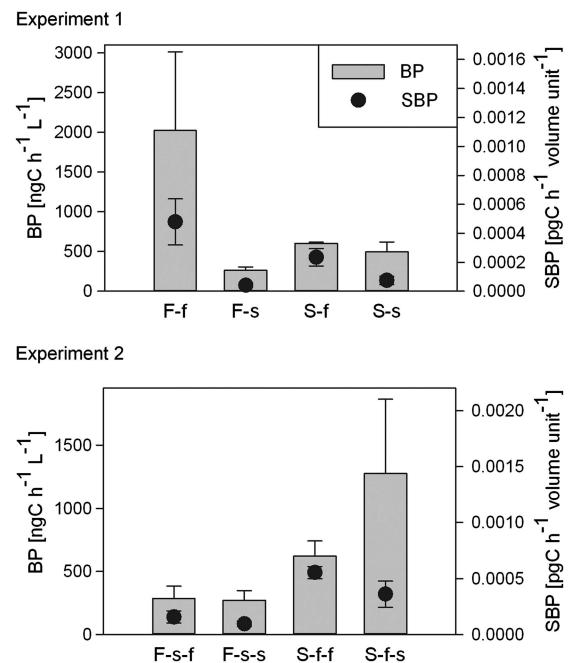 Experiment 1
BP [ngC h⁻¹ L⁻¹]
3000
2500
2000
1500
1000
500
0
BP
SBP
0.0016
0.0014
0.0012
0.0010
0.0008
0.0006
0.0004
0.0002
0.0000
SBP [pgC h⁻¹ volume unit⁻¹]
F-f F-s S-f S-s
Experiment 2
BP [ngC h⁻¹ L⁻¹]
1500
1000
500
0
0.0020
0.0015
0.0010
0.0005
0.0000
SBP [pgC h⁻¹ volume unit⁻¹]
F-s-f F-s-s S-f-f S-f-s